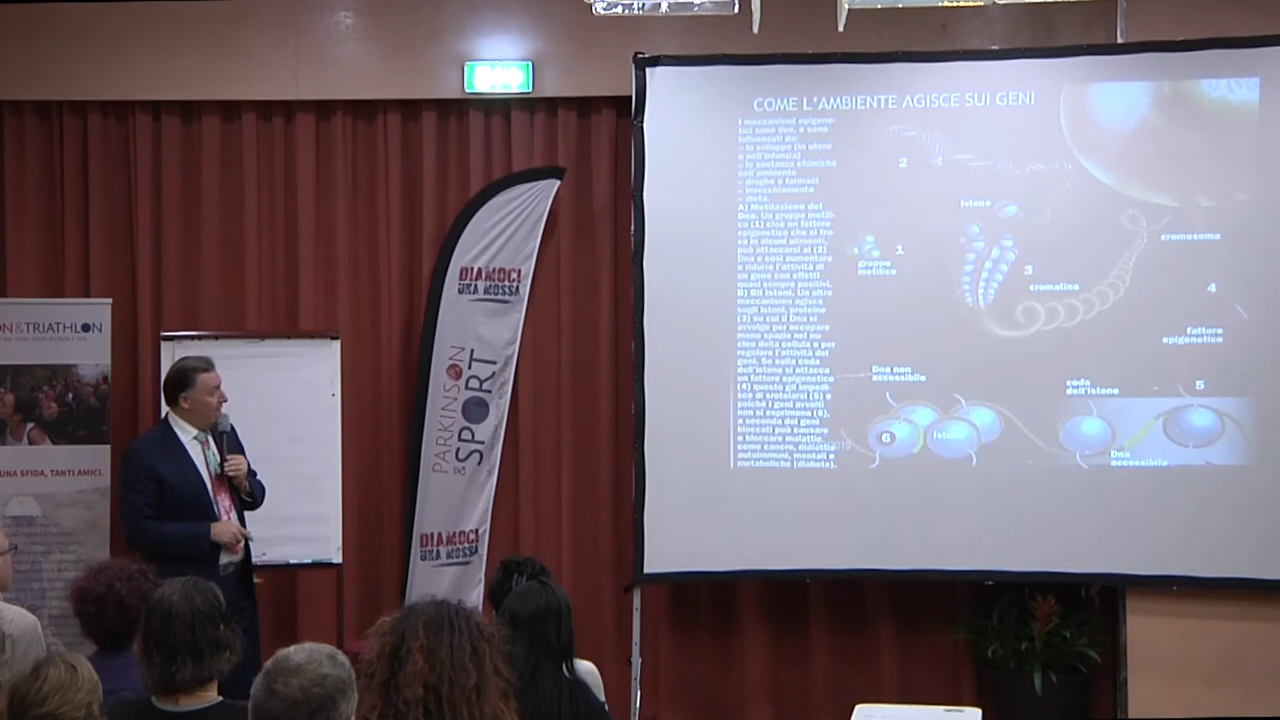 COME L'AMBIENTE AGISCE SUI GENI
I meccanismi epigene-
tici sono due, e sono
influenzati da:
– lo sviluppo (in utero
o nell'infanzia)
– le sostanze chimiche
nell'ambiente
– droghe e farmaci
– invecchiamento
– dieta.
A) Metilazione del
Dna. Un gruppo metili-
co (1) cioè un fattore
epigenetico che si tro-
va in alcuni alimenti,
può attaccarsi al (2)
Dna e così aumentare
o ridurre l'attività di
un gene con effetti
quasi sempre positivi.
B) Gli istoni. Un altro
meccanismo agisce
sugli istoni, proteine
(3) su cui il Dna si
avvolge per occupare
meno spazio nel nu-
cleo della cellula o per
regolare l'attività dei
geni. Se sulla coda
dell'istone si attacca
un fattore epigenetico
(4) questo gli impedi-
sce di srotolarsi (5) e
poiché i geni avvolti
non si esprimono (6),
a seconda dei geni
bloccati può causare
o bloccare malattie
come cancro, malattie
autoimmuni, mentali e
metaboliche (diabete).
2
istone
1
gruppo
metilico
3
cromatina
cromosoma
4
fattore
epigenetico
Dna non
accessibile
coda
dell'istone
5
6
Dna
accessibile
DIAMOCI
UNA MOSSA
PARKINSON
& SPORT
DIAMOCI
UNA MOSSA
ON&TRIATHLON
UNA SFIDA, TANTI AMICI.